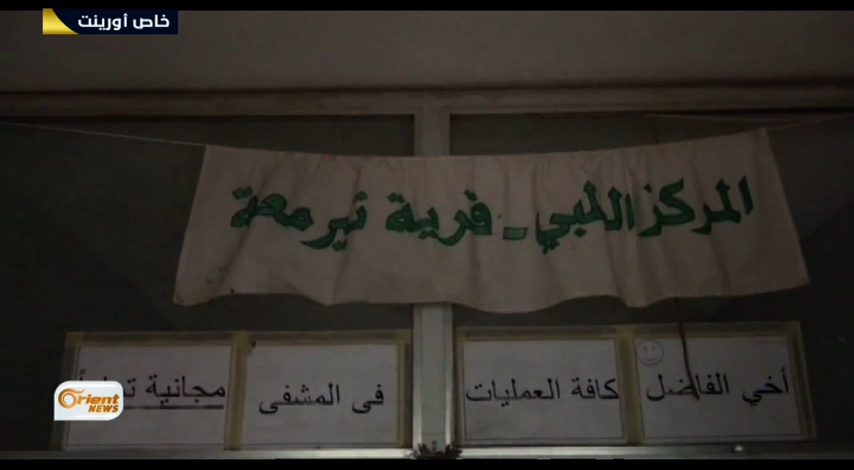 خاص أورينت
المركز الطبي - قرية تيرمعلة
أخي الفاضل كافة العمليات في المشفى مجانية
Orient NEWS